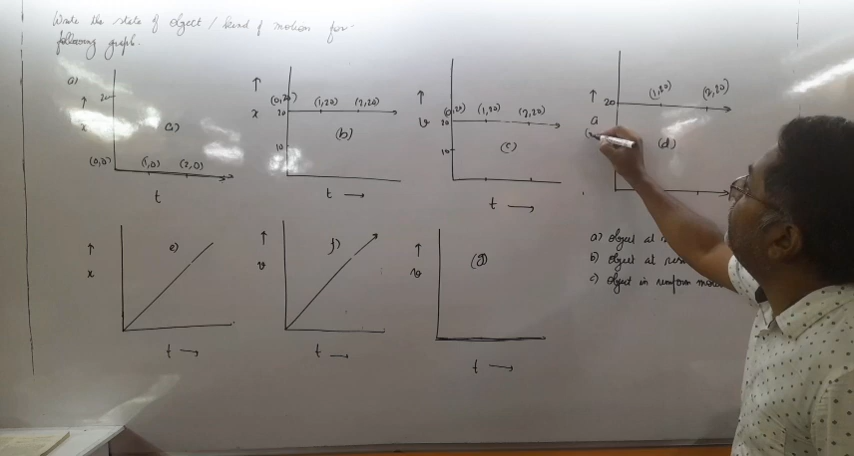 Write the state of object / kind of motion for
following graph.
a)
20
x
a)
(0,0)
(1,0)
(2,0)
t
x
(0,20)
(1,20)
(2,20)
20
10
(b)
t
v
(0,20)
(1,20)
(2,20)
20
10
(c)
t
20
(1,20)
(2,20)
a
(d)
x
e)
t
v
f)
t
v
(g)
t
a) object at
b) object at
c) object in uniform